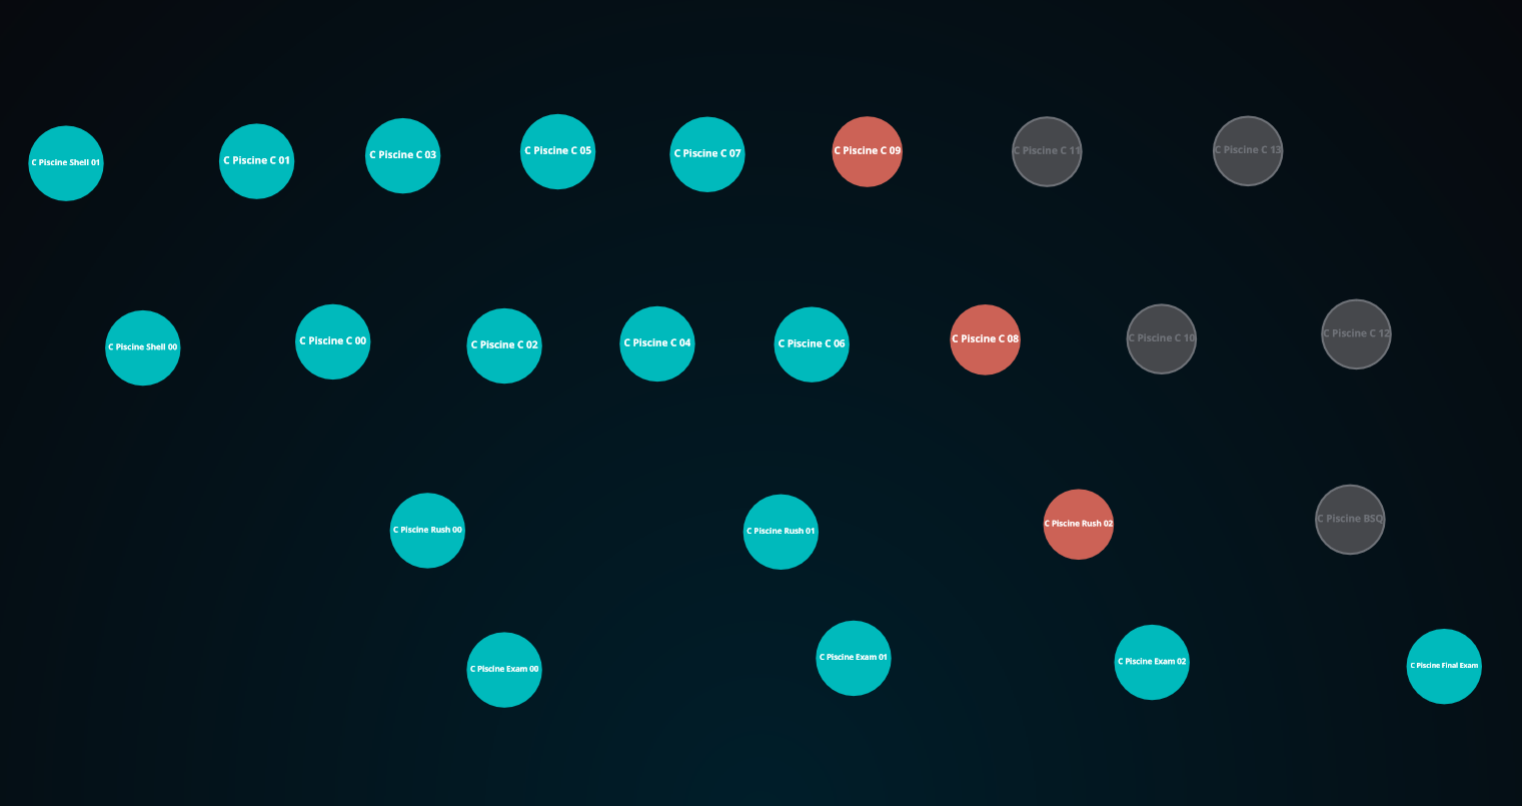 C Piscine Shell 01
C Piscine C 01
C Piscine C 03
C Piscine C 05
C Piscine C 07
C Piscine C 09
C Piscine C 11
C Piscine C 13
C Piscine Shell 00
C Piscine C 00
C Piscine C 02
C Piscine C 04
C Piscine C 06
C Piscine C 08
C Piscine C 10
C Piscine C 12
C Piscine Rush 00
C Piscine Rush 01
C Piscine Rush 02
C Piscine BSQ
C Piscine Exam 00
C Piscine Exam 01
C Piscine Exam 02
C Piscine Final Exam